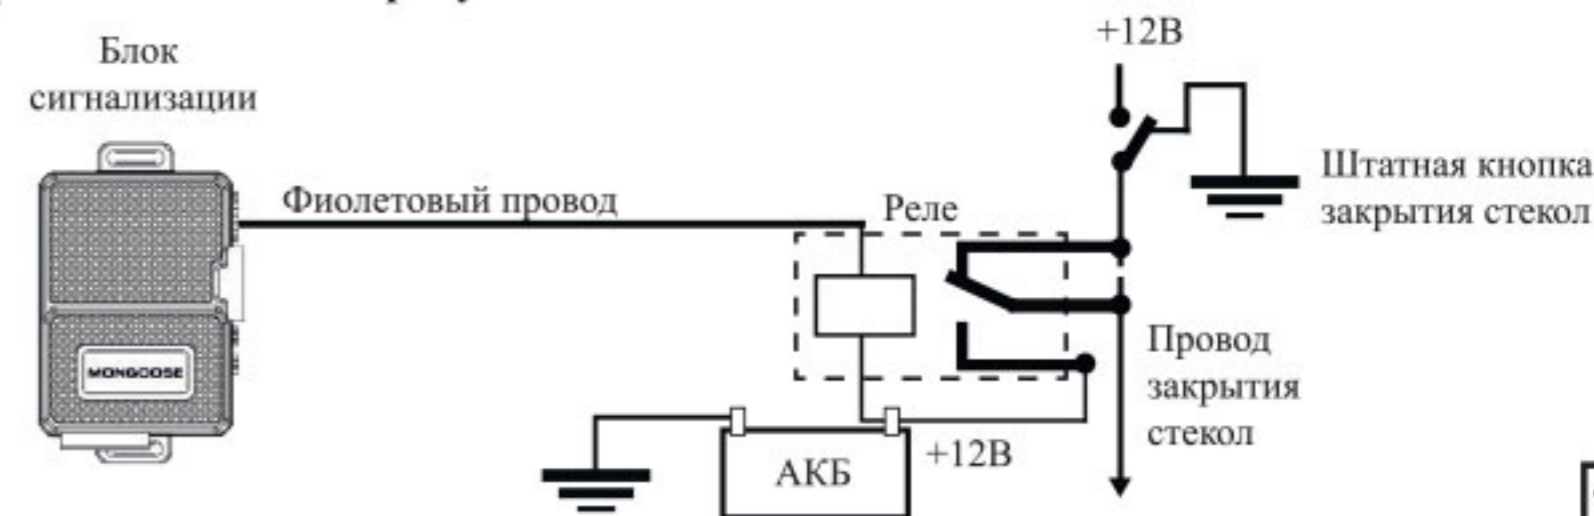 +12В
Блок
сигнализации
Фиолетовый провод
Реле
Штатная кнопка
закрытия стекол
MONGOOSE
Провод
закрытия
стекол
+12В
АКБ